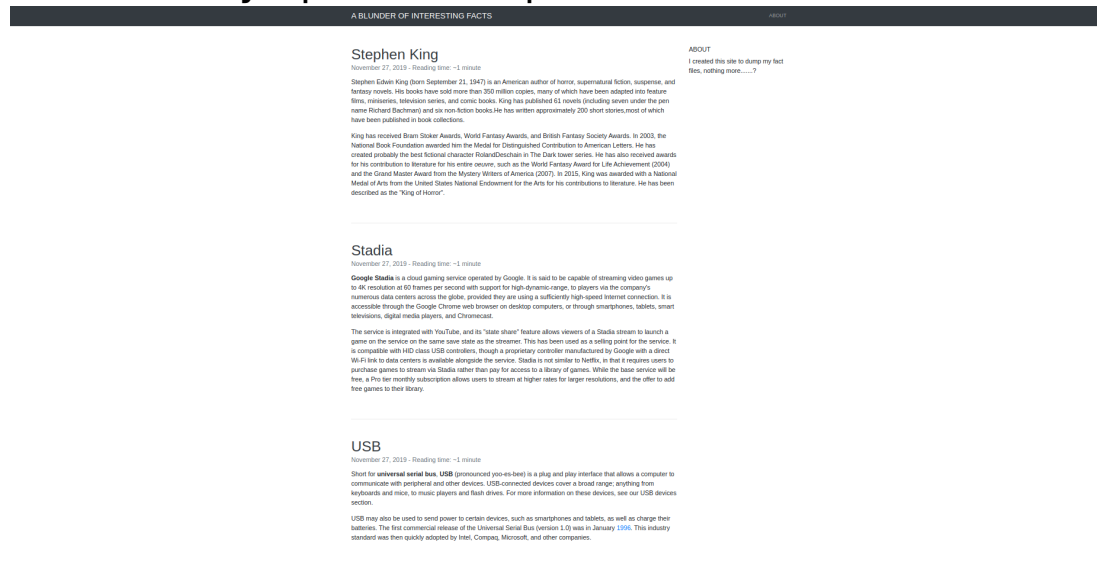 A BLUNDER OF INTERESTING FACTS
ABOUT
Stephen King
November 27, 2019 - Reading time: ~1 minute
Stephen Edwin King (born September 21, 1947) is an American author of horror, supernatural fiction, suspense, and
fantasy novels. His books have sold more than 350 million copies, many of which have been adapted into feature
films, miniseries, television series, and comic books. King has published 61 novels (including seven under the pen
name Richard Bachman) and six non-fiction books.He has written approximately 200 short stories,most of which
have been published in book collections.
King has received Bram Stoker Awards, World Fantasy Awards, and British Fantasy Society Awards. In 2003, the
National Book Foundation awarded him the Medal for Distinguished Contribution to American Letters. He has
created probably the best fictional character RolandDeschain in The Dark tower series. He has also received awards
for his contribution to literature for his entire oeuvre, such as the World Fantasy Award for Life Achievement (2004)
and the Grand Master Award from the Mystery Writers of America (2007). In 2015, King was awarded with a National
Medal of Arts from the United States National Endowment for the Arts for his contributions to literature. He has been
described as the "King of Horror".
ABOUT
I created this site to dump my fact
files, nothing more.......?
Stadia
November 27, 2019 - Reading time: ~1 minute
Google Stadia is a cloud gaming service operated by Google. It is said to be capable of streaming video games up
to 4K resolution at 60 frames per second with support for high-dynamic-range, to players via the company's
numerous data centers across the globe, provided they are using a sufficiently high-speed Internet connection. It is
accessible through the Google Chrome web browser on desktop computers, or through smartphones, tablets, smart
televisions, digital media players, and Chromecast.
The service is integrated with YouTube, and its "state share" feature allows viewers of a Stadia stream to launch a
game on the service on the same save state as the streamer. This has been used as a selling point for the service. It
is compatible with HID class USB controllers, though a proprietary controller manufactured by Google with a direct
Wi-Fi link to data centers is available alongside the service. Stadia is not similar to Netflix, in that it requires users to
purchase games to stream via Stadia rather than pay for access to a library of games. While the base service will be
free, a Pro tier monthly subscription allows users to stream at higher rates for larger resolutions, and the offer to add
free games to their library.
USB
November 27, 2019 - Reading time: ~1 minute
Short for universal serial bus, USB (pronounced yoo-es-bee) is a plug and play interface that allows a computer to
communicate with peripheral and other devices. USB-connected devices cover a broad range; anything from
keyboards and mice, to music players and flash drives. For more information on these devices, see our USB devices
section.
USB may also be used to send power to certain devices, such as smartphones and tablets, as well as charge their
batteries. The first commercial release of the Universal Serial Bus (version 1.0) was in January 1996. This industry
standard was then quickly adopted by Intel, Compaq, Microsoft, and other companies.